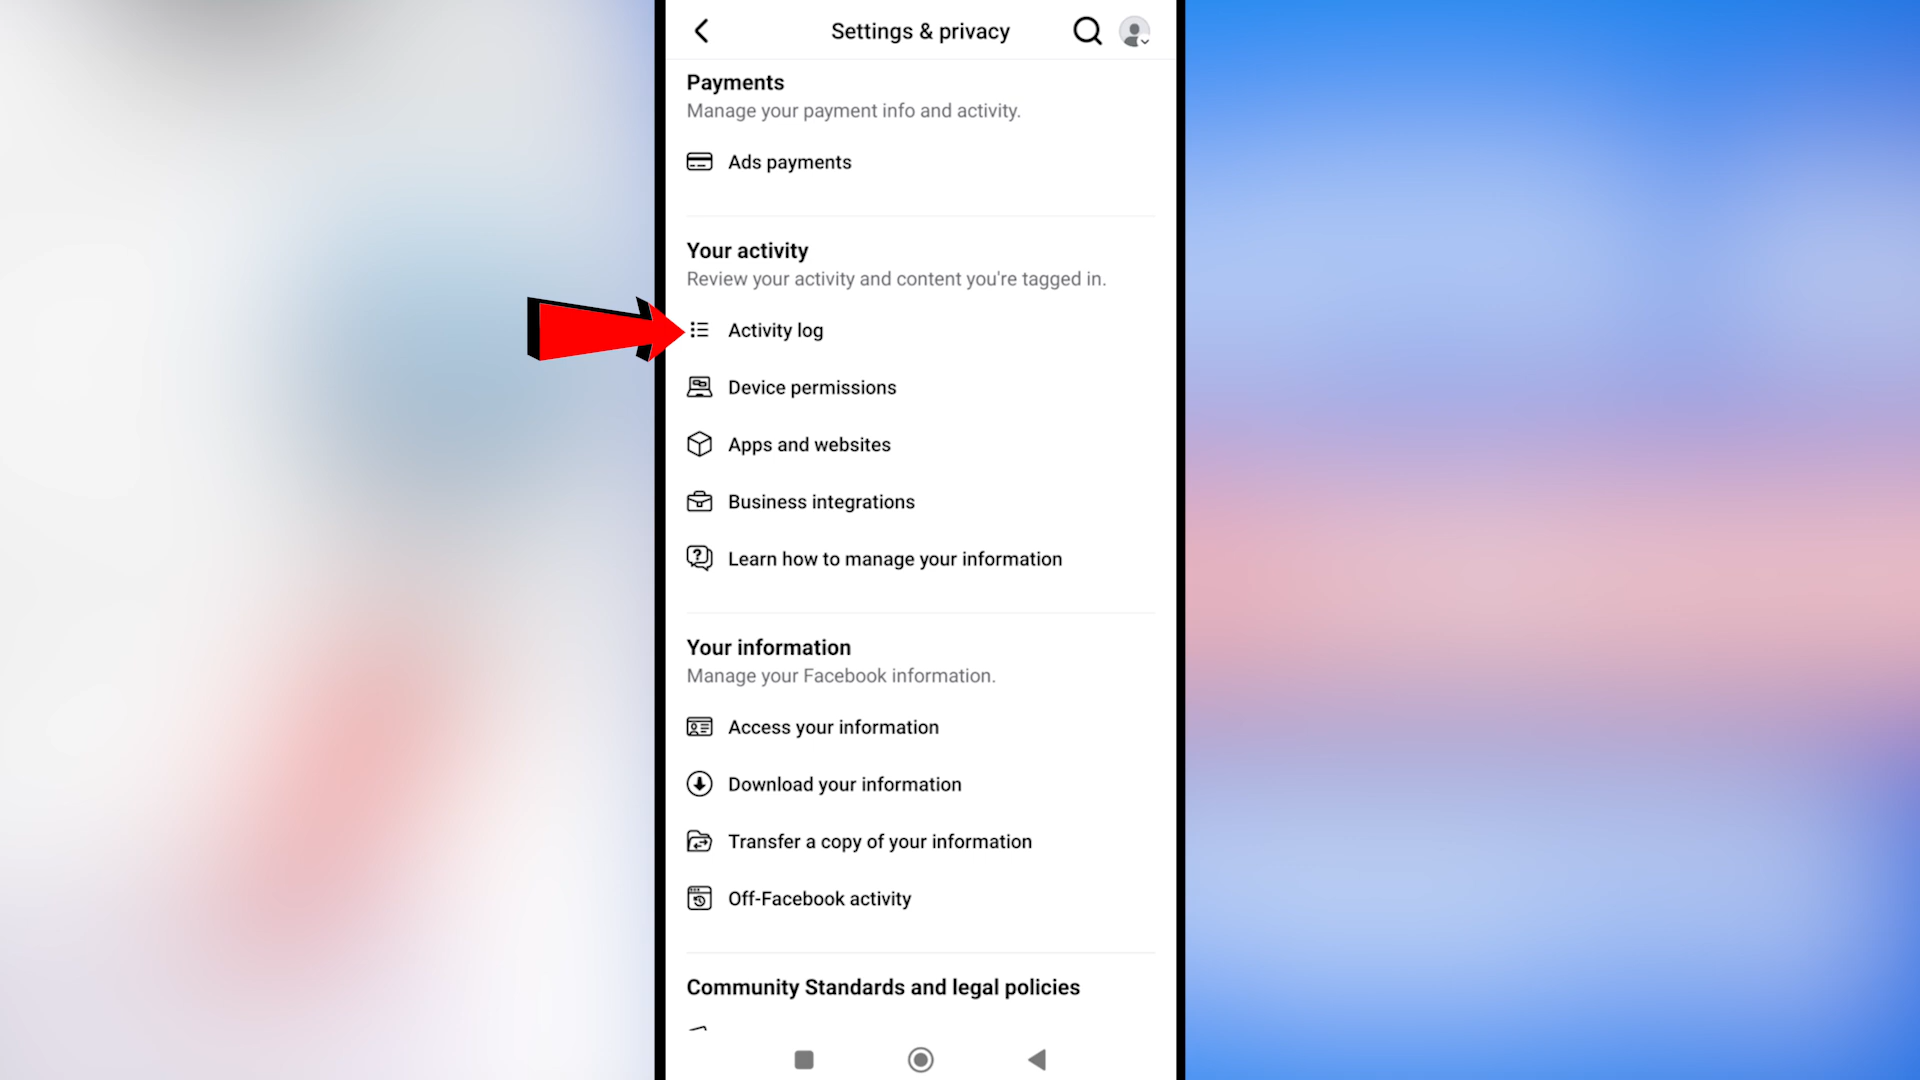 Settings & privacy
Payments
Manage your payment info and activity.
Ads payments
Your activity
Review your activity and content you're tagged in.
Activity log
Device permissions
Apps and websites
Business integrations
Learn how to manage your information
Your information
Manage your Facebook information.
Access your information
Download your information
Transfer a copy of your information
Off-Facebook activity
Community Standards and legal policies